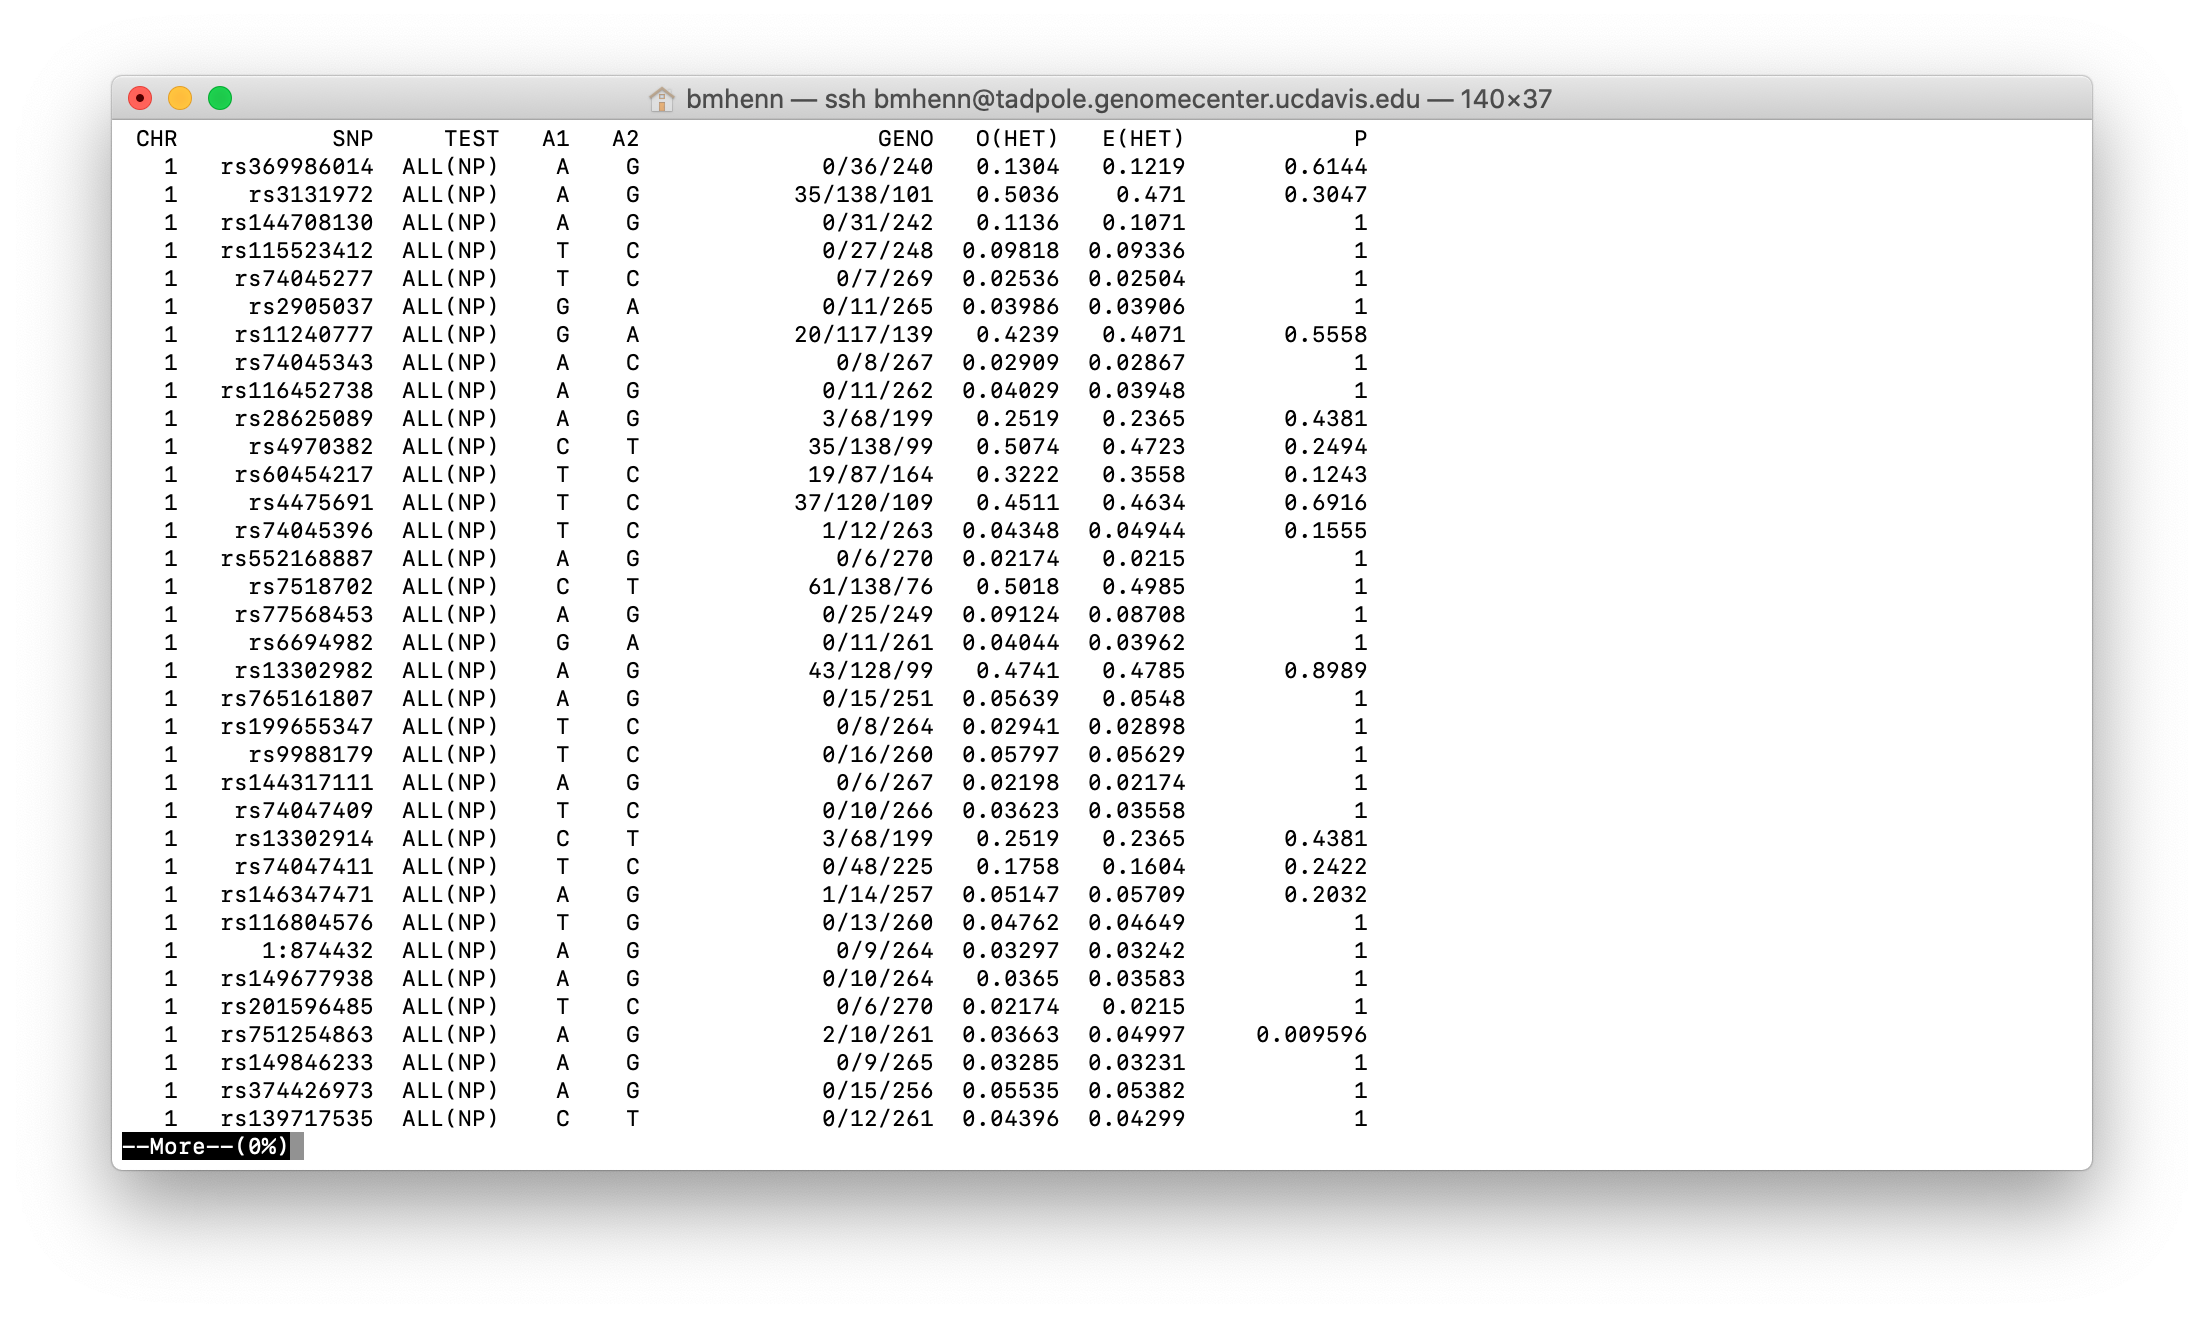 bmhenn — ssh bmhenn@tadpole.genomecenter.ucdavis.edu — 140×37
CHR SNP TEST A1 A2 GENO O(HET) E(HET) P
1 rs369986014 ALL(NP) A G 0/36/240 0.1304 0.1219 0.6144
1 rs3131972 ALL(NP) A G 35/138/101 0.5036 0.471 0.3047
1 rs144708130 ALL(NP) A G 0/31/242 0.1136 0.1071 1
1 rs115523412 ALL(NP) T C 0/27/248 0.09818 0.09336 1
1 rs74045277 ALL(NP) T C 0/7/269 0.02536 0.02504 1
1 rs2905037 ALL(NP) G A 0/11/265 0.03986 0.03906 1
1 rs11240777 ALL(NP) G A 20/117/139 0.4239 0.4071 0.5558
1 rs74045343 ALL(NP) A C 0/8/267 0.02909 0.02867 1
1 rs116452738 ALL(NP) A G 0/11/262 0.04029 0.03948 1
1 rs28625089 ALL(NP) A G 3/68/199 0.2519 0.2365 0.4381
1 rs4970382 ALL(NP) C T 35/138/99 0.5074 0.4723 0.2494
1 rs60454217 ALL(NP) T C 19/87/164 0.3222 0.3558 0.1243
1 rs4475691 ALL(NP) T C 37/120/109 0.4511 0.4634 0.6916
1 rs74045396 ALL(NP) T C 1/12/263 0.04348 0.04944 0.1555
1 rs552168887 ALL(NP) A G 0/6/270 0.02174 0.0215 1
1 rs7518702 ALL(NP) C T 61/138/76 0.5018 0.4985 1
1 rs77568453 ALL(NP) A G 0/25/249 0.09124 0.08708 1
1 rs6694982 ALL(NP) G A 0/11/261 0.04044 0.03962 1
1 rs13302982 ALL(NP) A G 43/128/99 0.4741 0.4785 0.8989
1 rs765161807 ALL(NP) A G 0/15/251 0.05639 0.0548 1
1 rs199655347 ALL(NP) T C 0/8/264 0.02941 0.02898 1
1 rs9988179 ALL(NP) T C 0/16/260 0.05797 0.05629 1
1 rs144317111 ALL(NP) A G 0/6/267 0.02198 0.02174 1
1 rs74047409 ALL(NP) T C 0/10/266 0.03623 0.03558 1
1 rs13302914 ALL(NP) C T 3/68/199 0.2519 0.2365 0.4381
1 rs74047411 ALL(NP) T C 0/48/225 0.1758 0.1604 0.2422
1 rs146347471 ALL(NP) A G 1/14/257 0.05147 0.05709 0.2032
1 rs116804576 ALL(NP) T G 0/13/260 0.04762 0.04649 1
1 1:874432 ALL(NP) A G 0/9/264 0.03297 0.03242 1
1 rs149677938 ALL(NP) A G 0/10/264 0.0365 0.03583 1
1 rs201596485 ALL(NP) T C 0/6/270 0.02174 0.0215 1
1 rs751254863 ALL(NP) A G 2/10/261 0.03663 0.04997 0.009596
1 rs149846233 ALL(NP) A G 0/9/265 0.03285 0.03231 1
1 rs374426973 ALL(NP) A G 0/15/256 0.05535 0.05382 1
1 rs139717535 ALL(NP) C T 0/12/261 0.04396 0.04299 1
--More--(0%)